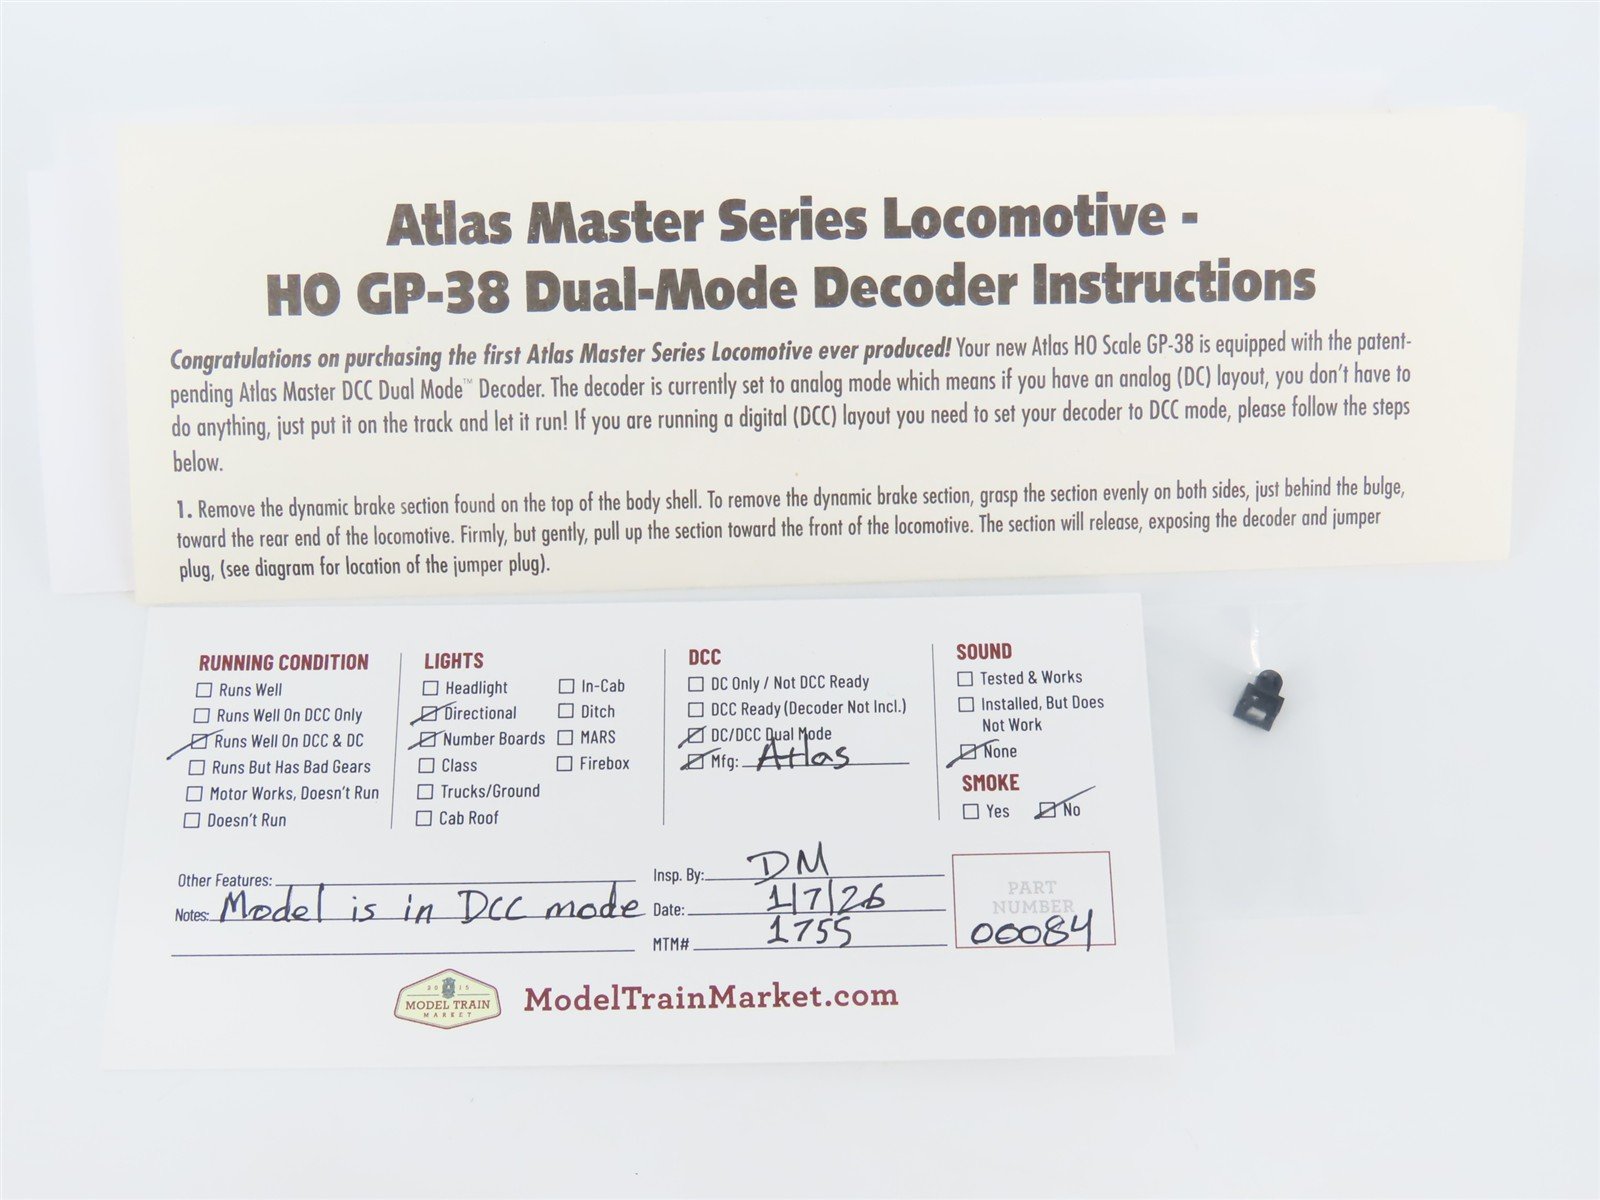 Atlas Master Series Locomotive -
HO GP-38 Dual-Mode Decoder Instructions
Congratulations on purchasing the first Atlas Master Series Locomotive ever produced! Your new Atlas HO Scale GP-38 is equipped with the patent-
pending Atlas Master DCC Dual Mode™ Decoder. The decoder is currently set to analog mode which means if you have an analog (DC) layout, you don't have to
do anything, just put it on the track and let it run! If you are running a digital (DCC) layout you need to set your decoder to DCC mode, please follow the steps
below.
1. Remove the dynamic brake section found on the top of the body shell. To remove the dynamic brake section, grasp the section evenly on both sides, just behind the bulge,
toward the rear end of the locomotive. Firmly, but gently, pull up the section toward the front of the locomotive. The section will release, exposing the decoder and jumper
plug, (see diagram for location of the jumper plug).
RUNNING CONDITION
Runs Well
Runs Well On DCC Only
Runs Well On DCC & DC
Runs But Has Bad Gears
Motor Works, Doesn't Run
Doesn't Run
LIGHTS
Headlight
Directional
Number Boards
Class
Trucks/Ground
Cab Roof
In-Cab
Ditch
MARS
Firebox
DCC
DC Only / Not DCC Ready
DCC Ready (Decoder Not Incl.)
DC/DCC Dual Mode
Mfg: Atlas
SOUND
Tested & Works
Installed, But Does
Not Work
None
SMOKE
Yes No
Other Features:
Notes: Model is in DCC mode
Insp. By: DM
Date: 1/7/26
MTM# 1755
PART
NUMBER
00084
2015
MODEL TRAIN
MARKET
ModelTrainMarket.com